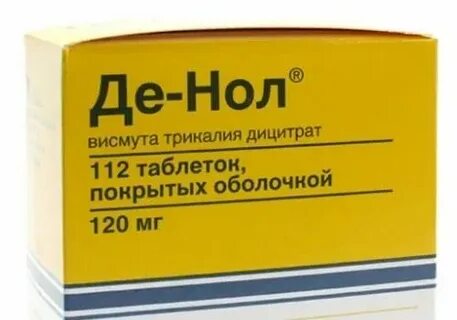 Де-Нол®
висмута трикалия дицитрат
112 таблеток,
покрытых оболочкой
120 мг